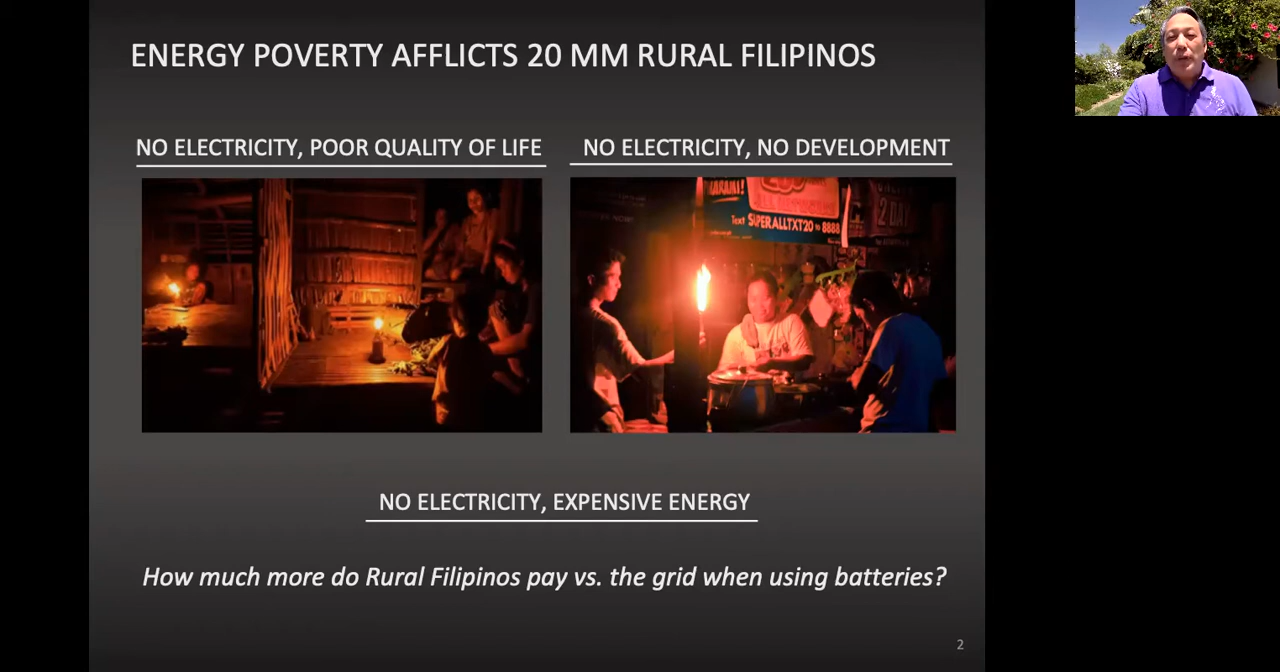 ENERGY POVERTY AFFLICTS 20 MM RURAL FILIPINOS
NO ELECTRICITY, POOR QUALITY OF LIFE
NO ELECTRICITY, NO DEVELOPMENT
Text SUPERALLTXT20 to 8888
2 DAY
NO ELECTRICITY, EXPENSIVE ENERGY
How much more do Rural Filipinos pay vs. the grid when using batteries?
2